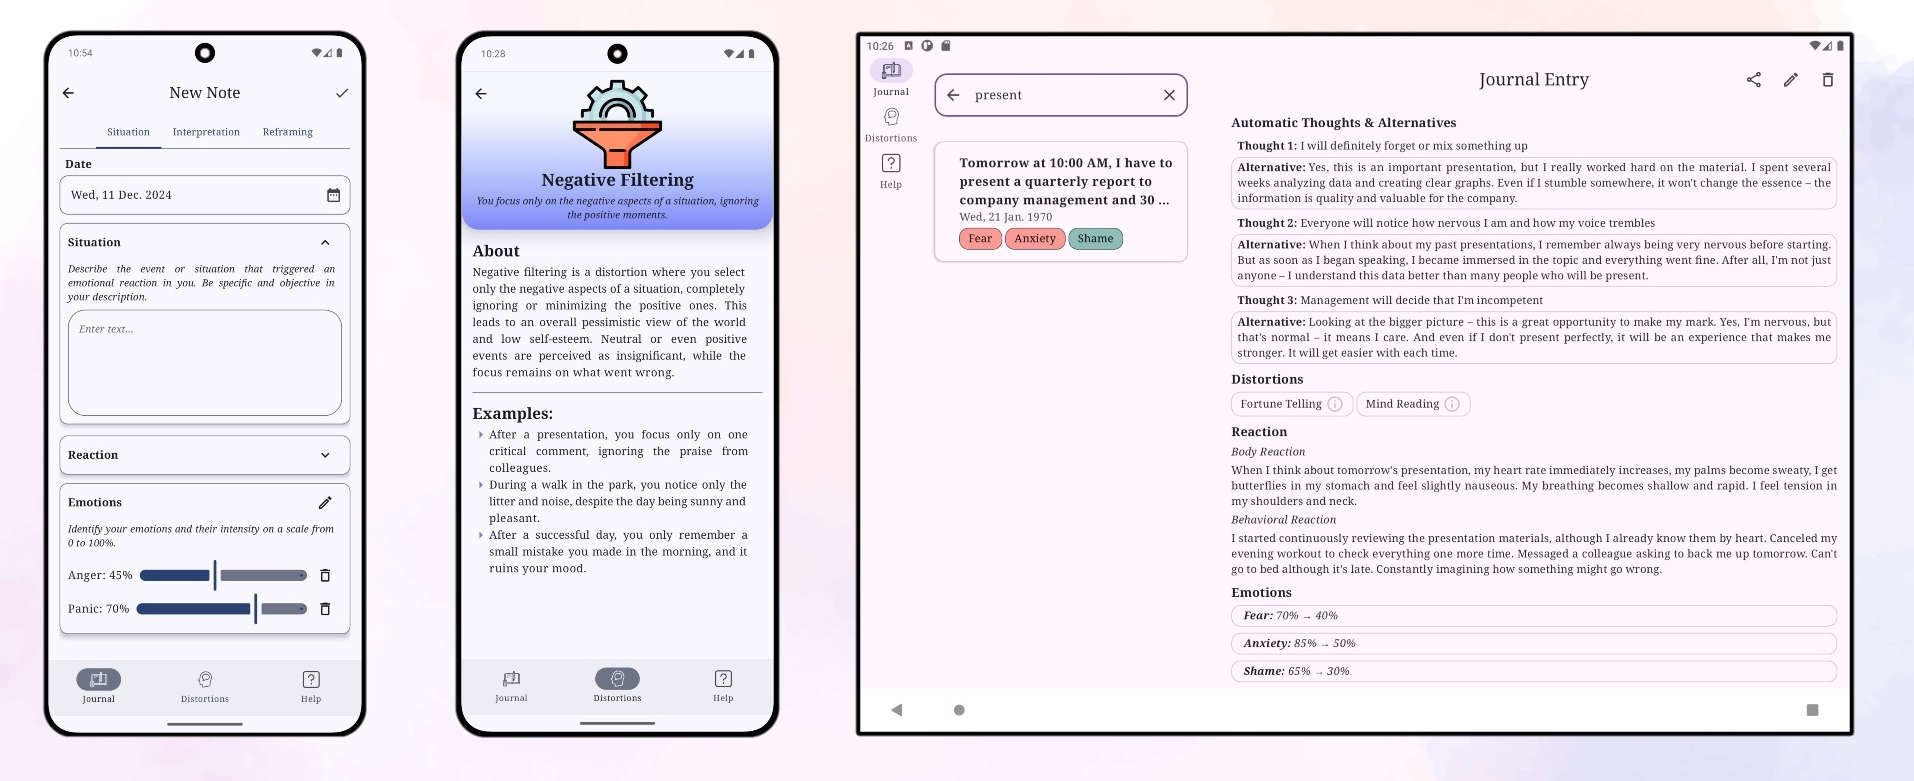 10:54
New Note
Situation Interpretation Reframing
Date
Wed, 11 Dec. 2024
Situation
Describe the event or situation that triggered an
emotional reaction in you. Be specific and objective in
your description.
Enter text...
Reaction
Emotions
Identify your emotions and their intensity on a scale from
0 to 100%.
Anger: 45%
Panic: 70%
Journal Distortions Help
10:28
Negative Filtering
You focus only on the negative aspects of a situation, ignoring
the positive moments.
About
Negative filtering is a distortion where you select
only the negative aspects of a situation, completely
ignoring or minimizing the positive ones. This
leads to an overall pessimistic view of the world
and low self-esteem. Neutral or even positive
events are perceived as insignificant, while the
focus remains on what went wrong.
Examples:
After a presentation, you focus only on one
critical comment, ignoring the praise from
colleagues.
During a walk in the park, you notice only the
litter and noise, despite the day being sunny and
pleasant.
After a successful day, you only remember a
small mistake you made in the morning, and it
ruins your mood.
Journal Distortions Help
10:26
Journal
Distortions
Help
present
Tomorrow at 10:00 AM, I have to
present a quarterly report to
company management and 30 ...
Wed, 21 Jan. 1970
Fear Anxiety Shame
Journal Entry
Automatic Thoughts & Alternatives
Thought 1: I will definitely forget or mix something up
Alternative: Yes, this is an important presentation, but I really worked hard on the material. I spent several
weeks analyzing data and creating clear graphs. Even if I stumble somewhere, it won't change the essence – the
information is quality and valuable for the company.
Thought 2: Everyone will notice how nervous I am and how my voice trembles
Alternative: When I think about my past presentations, I remember always being very nervous before starting.
But as soon as I began speaking, I became immersed in the topic and everything went fine. After all, I'm not just
anyone – I understand this data better than many people who will be present.
Thought 3: Management will decide that I'm incompetent
Alternative: Looking at the bigger picture – this is a great opportunity to make my mark. Yes, I'm nervous, but
that's normal – it means I care. And even if I don't present perfectly, it will be an experience that makes me
stronger. It will get easier with each time.
Distortions
Fortune Telling Mind Reading
Reaction
Body Reaction
When I think about tomorrow's presentation, my heart rate immediately increases, my palms become sweaty, I get
butterflies in my stomach and feel slightly nauseous. My breathing becomes shallow and rapid. I feel tension in
my shoulders and neck.
Behavioral Reaction
I started continuously reviewing the presentation materials, although I already know them by heart. Canceled my
evening workout to check everything one more time. Messaged a colleague asking to back me up tomorrow. Can't
go to bed although it's late. Constantly imagining how something might go wrong.
Emotions
Fear: 70% → 40%
Anxiety: 85% → 50%
Shame: 65% → 30%